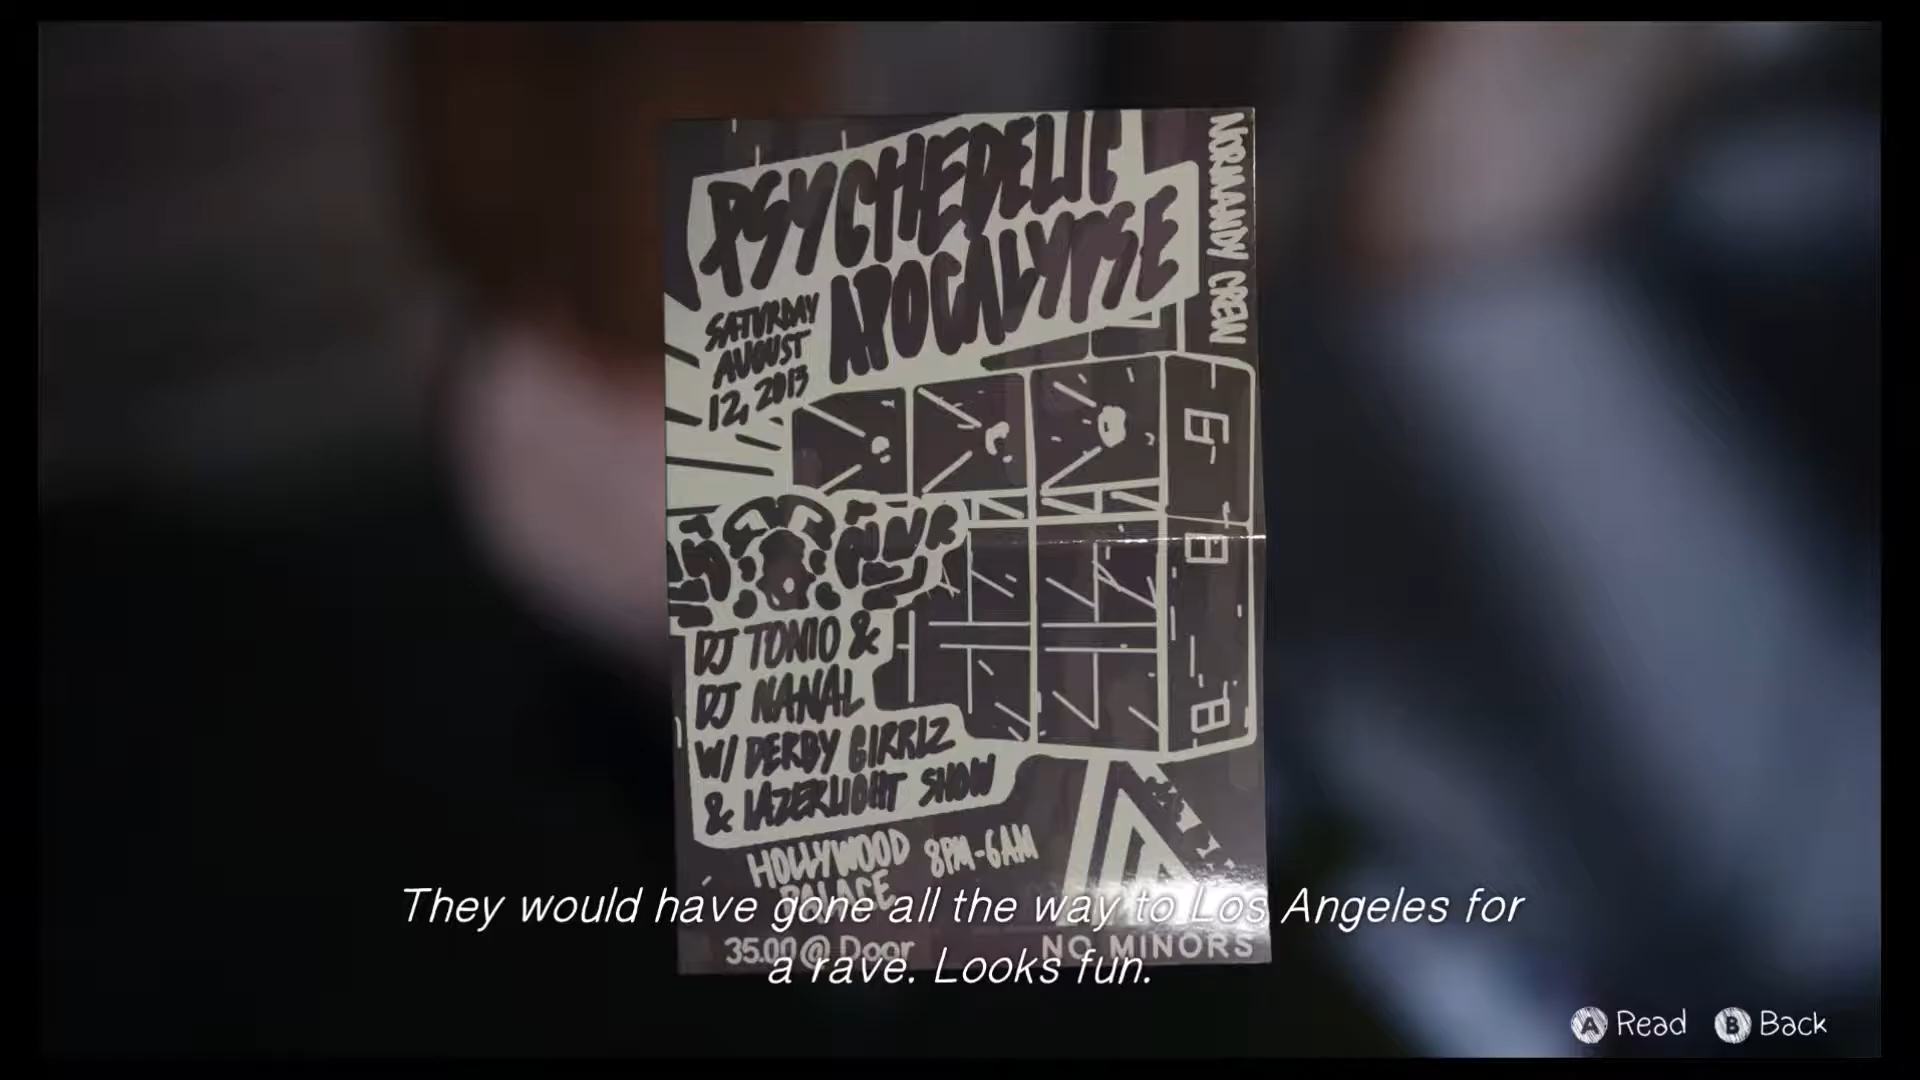 PSYCHEDELIC
APOCALYPSE
NORMANDY CREW
SATURDAY
AUGUST
12, 2013
DJ TONIO &
DJ NANAL
W/ DERBY GIRRLZ
& LAZERLIGHT SHOW
HOLLYWOOD
PALACE
8PM-6AM
35.00 @ Door
NO MINORS
They would have gone all the way to Los Angeles for
a rave. Looks fun.
A Read B Back